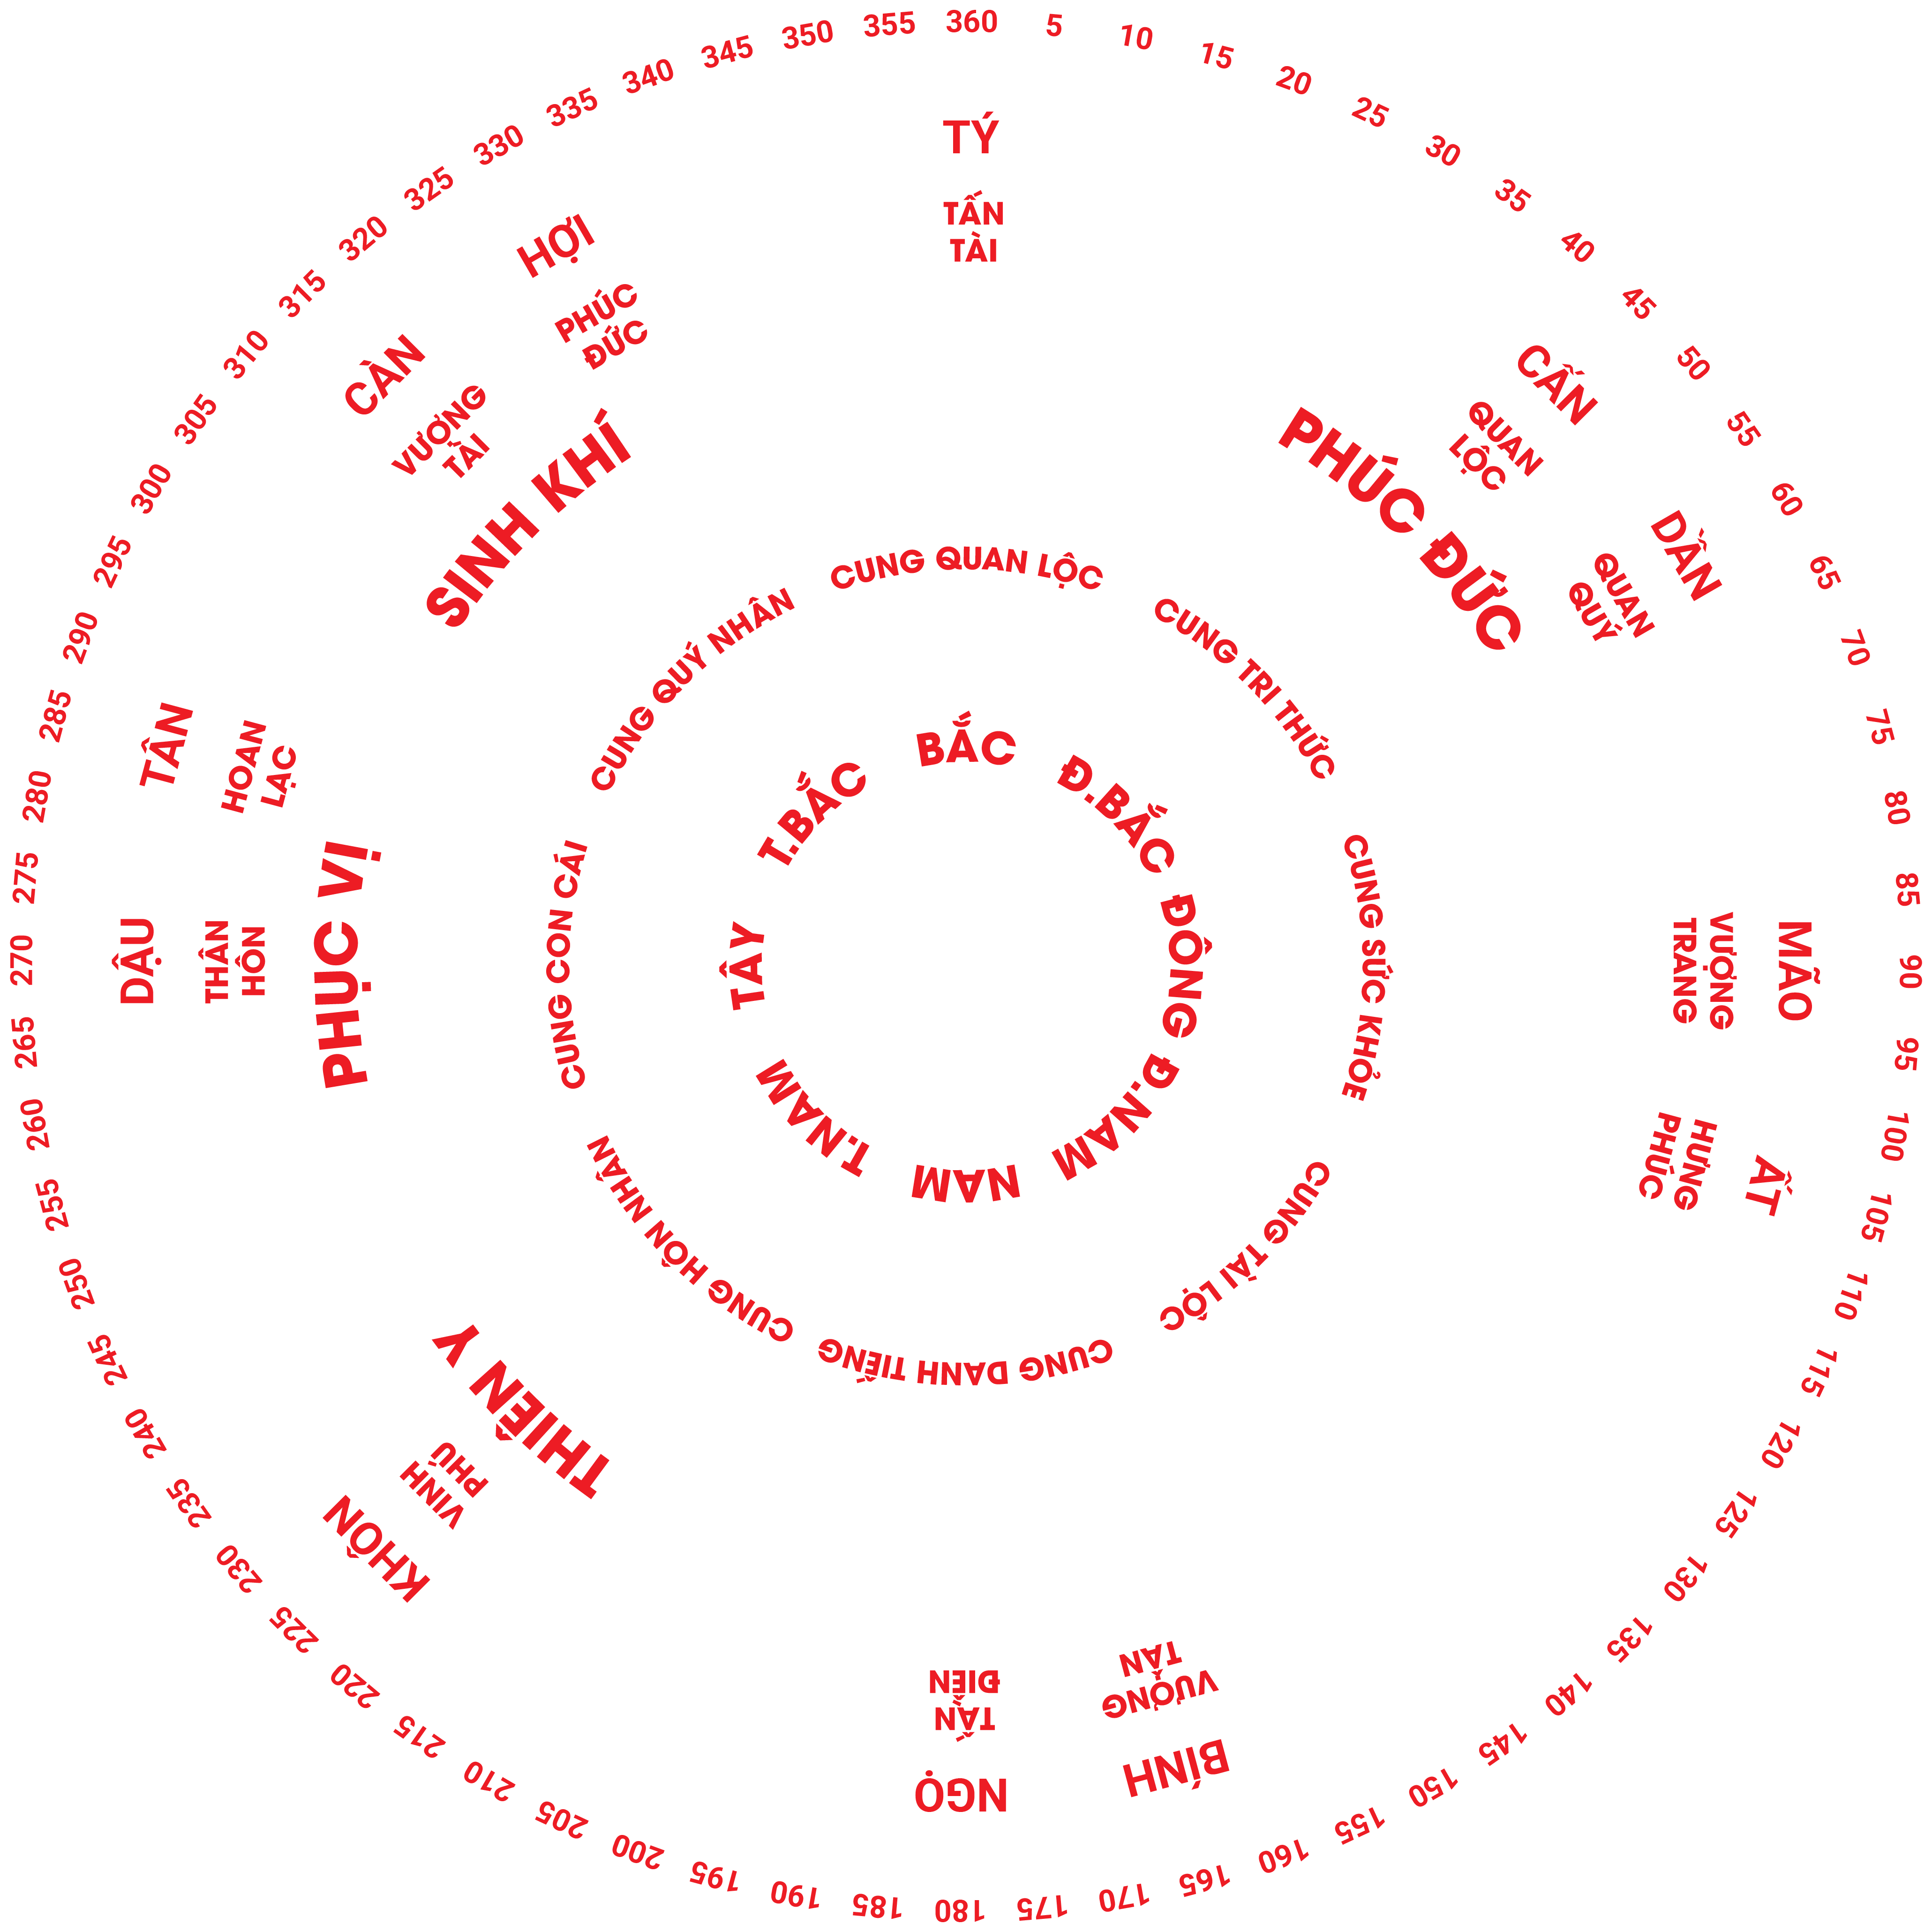 360
5
10
15
20
25
30
35
40
45
50
55
60
65
70
75
80
85
90
95
100
105
110
115
120
125
130
135
140
145
150
155
160
165
170
175
180
185
190
195
200
205
210
215
220
225
230
235
240
245
250
255
260
265
270
275
280
285
290
295
300
305
310
315
320
325
330
335
340
345
350
355
TÝ
TẤN
TÀI
CẤN
QUAN
LỘC
DẦN
QUAN
QUÝ
MÃO
VƯỢNG
TRANG
ẤT
HƯNG
PHÚC
BÍNH
VƯỢNG
TÀN
NGỌ
TẤN
ĐIỀN
KHÔN
VINH
PHÚ
DẬU
THÂN
HÔN
TÂN
HOAN
LẠC
CÀN
VƯỢNG
TÀI
HỢI
PHÚC
ĐỨC
PHÚC ĐỨC
THIÊN Y
PHỤC VỊ
SINH KHÍ
CUNG QUAN LỘC
CUNG TRI THỨC
CUNG SỨC KHỎE
CUNG TÀI LỘC
CUNG DANH TIẾNG
CUNG HÔN NHÂN
CUNG CON CÁI
CUNG QUÝ NHÂN
BẮC
Đ.BẮC
ĐÔNG
Đ.NAM
NAM
T.NAM
TÂY
T.BẮC